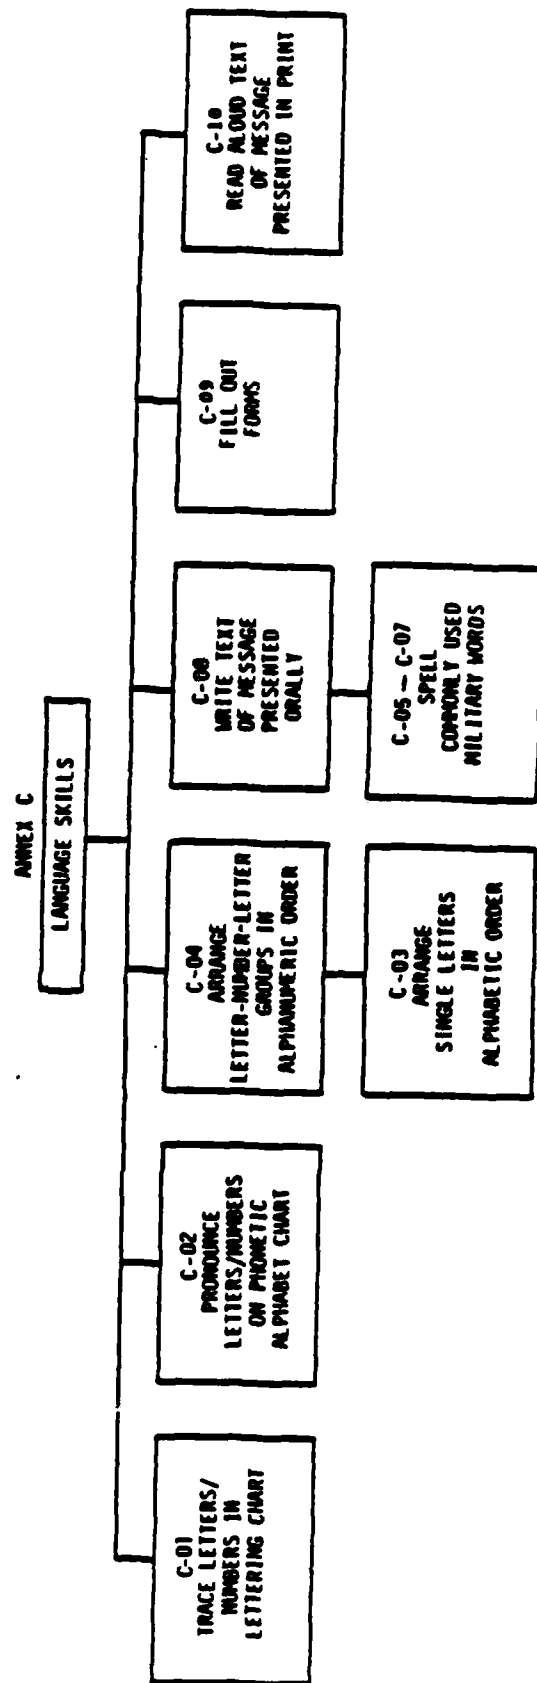 ANNEX C
LANGUAGE SKILLS
C-01
TRACE LETTERS/
NUMBERS IN
LETTERING CHART
C-02
PRONOUNCE
LETTERS/NUMBERS
ON PHONETIC
ALPHABET CHART
C-04
ARRANGE
LETTER-NUMBER-LETTER
GROUPS IN
ALPHANUMERIC ORDER
C-03
ARRANGE
SINGLE LETTERS
IN
ALPHABETIC ORDER
C-08
WRITE TEXT
OF MESSAGE
PRESENTED
ORALLY
C-05 — C-07
SPELL
COMMONLY USED
MILITARY WORDS
C-09
FILL OUT
FORMS
C-10
READ ALOUD TEXT
OF MESSAGE
PRESENTED IN PRINT